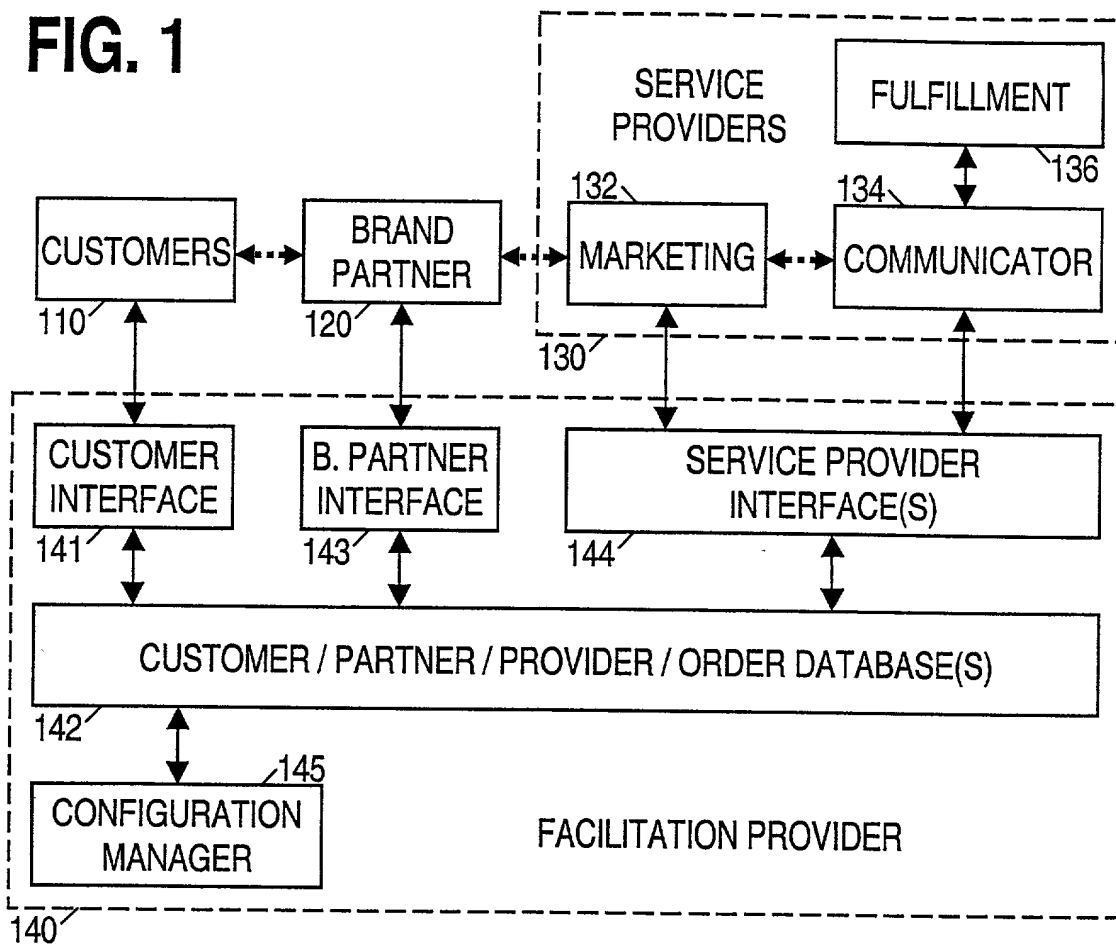 FIG. 1
SERVICE
PROVIDERS
FULFILLMENT
136
132
134
CUSTOMERS
BRAND
PARTNER
MARKETING
COMMUNICATOR
110
120
130
CUSTOMER
INTERFACE
B. PARTNER
INTERFACE
SERVICE PROVIDER
INTERFACE(S)
141
143
144
CUSTOMER / PARTNER / PROVIDER / ORDER DATABASE(S)
142
145
CONFIGURATION
MANAGER
FACILITATION PROVIDER
140